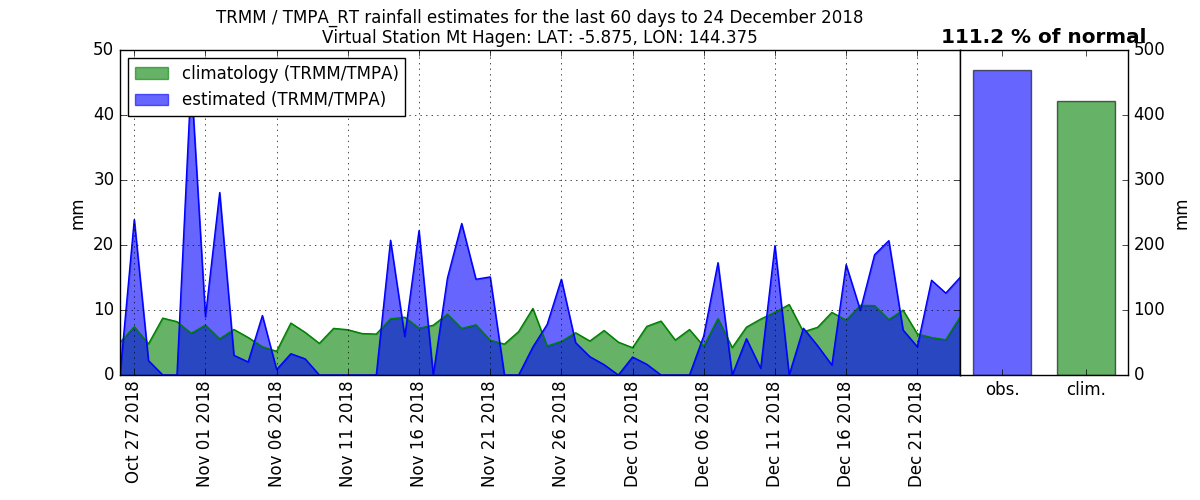 TRMM / TMPA_RT rainfall estimates for the last 60 days to 24 December 2018
Virtual Station Mt Hagen: LAT: -5.875, LON: 144.375
111.2 % of normal
climatology (TRMM/TMPA)
estimated (TRMM/TMPA)
50
40
30
20
10
0
mm
Oct 27 2018
Nov 01 2018
Nov 06 2018
Nov 11 2018
Nov 16 2018
Nov 21 2018
Nov 26 2018
Dec 01 2018
Dec 06 2018
Dec 11 2018
Dec 16 2018
Dec 21 2018
500
400
300
200
100
0
mm
obs.
clim.